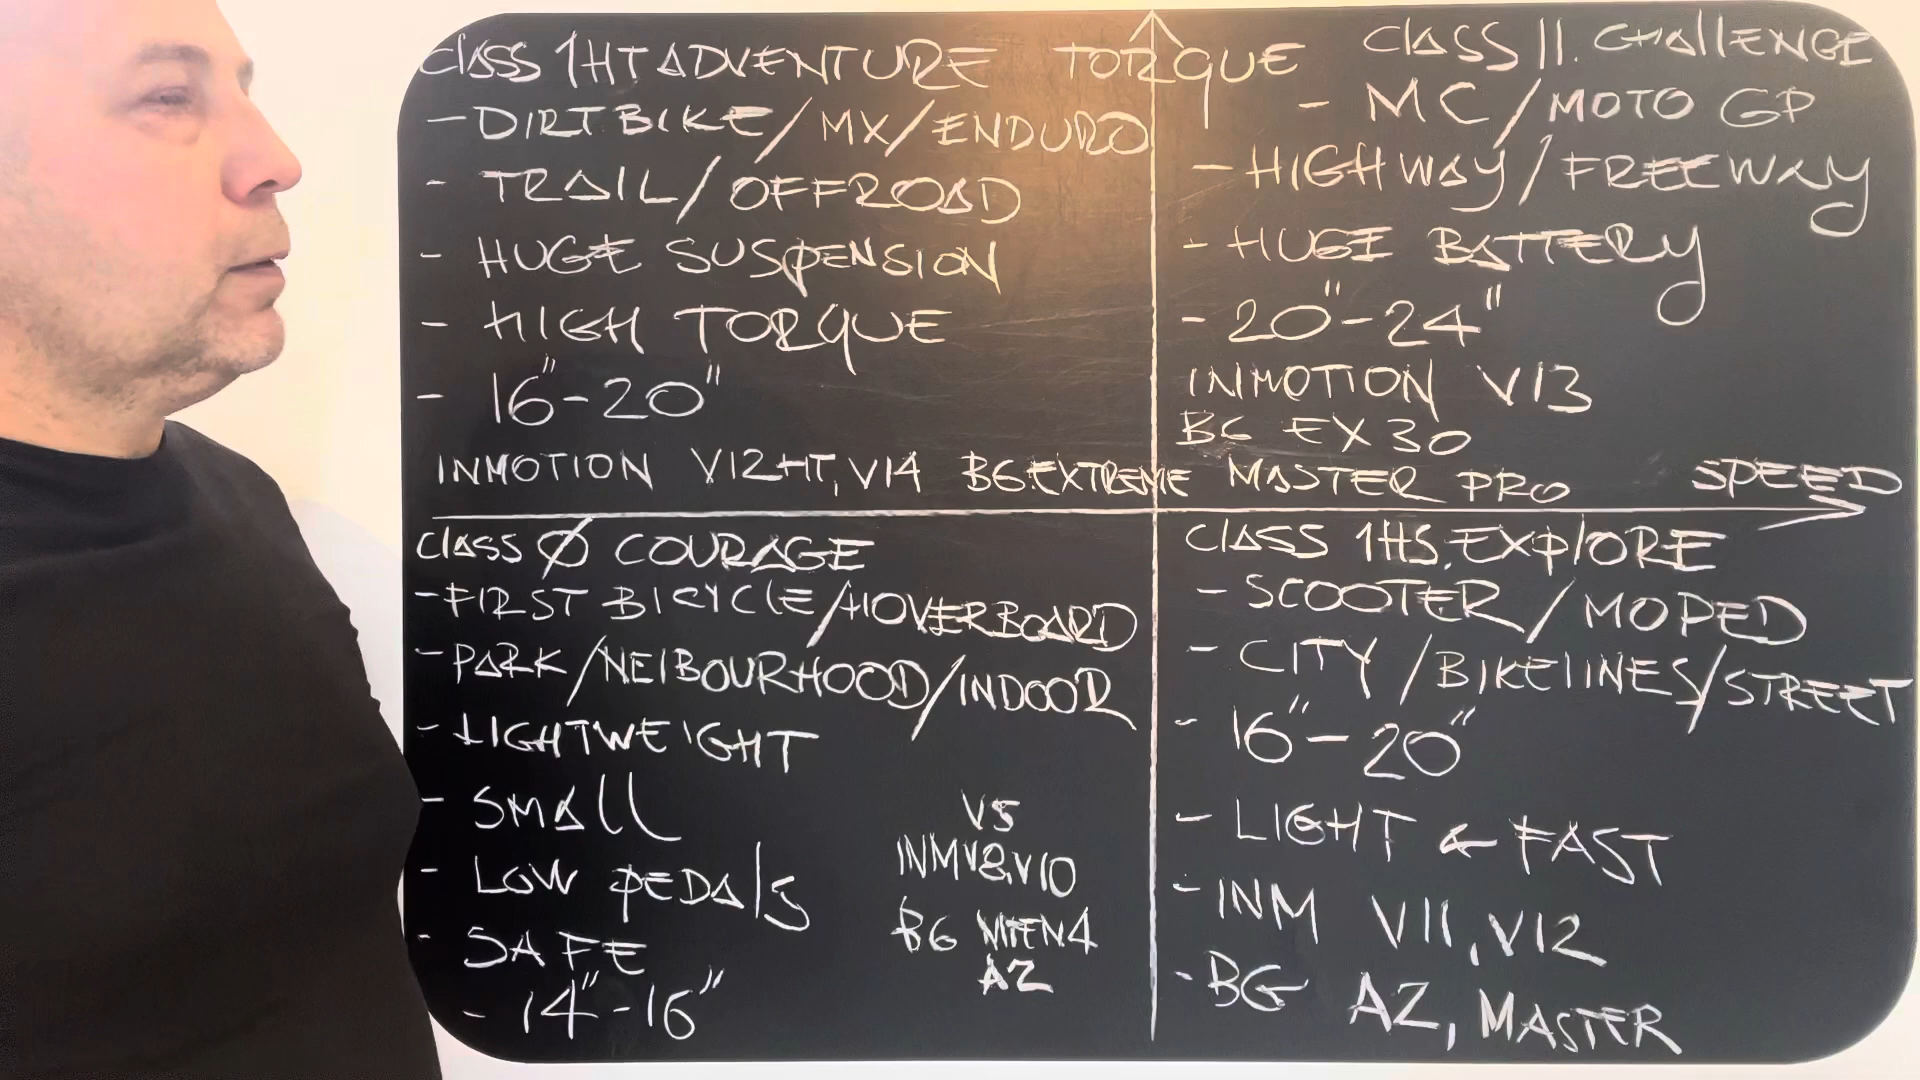 CLASS 1HT ADVENTURE
- DIRTBIKE/MX/ENDURO
- TRAIL/OFFROAD
- HUGE SUSPENSION
- HIGH TORQUE
- 16"-20"
INMOTION V12HT, V14 BG.EXTREME
TORQUE
CLASS II. CHALLENGE
- MC/MOTO GP
- HIGHWAY/FREEWAY
- HUGE BATTERY
- 20"-24"
INMOTION V13
BG EX30
MASTER PRO
SPEED
CLASS Ø COURAGE
- FIRST BICYCLE/HOVERBOARD
- PARK/NEIBOURHOOD/INDOOR
- LIGHTWEIGHT
- SMALL
- LOW PEDALS
- SAFE
- 14"-16"
V5
INMV8,V10
BG MTEN4
A2
CLASS 1HS. EXPLORE
- SCOOTER/MOPED
- CITY/BIKELINES/STREET
- 16"-20"
- LIGHT & FAST
- INM V11, V12
- BG A2, MASTER